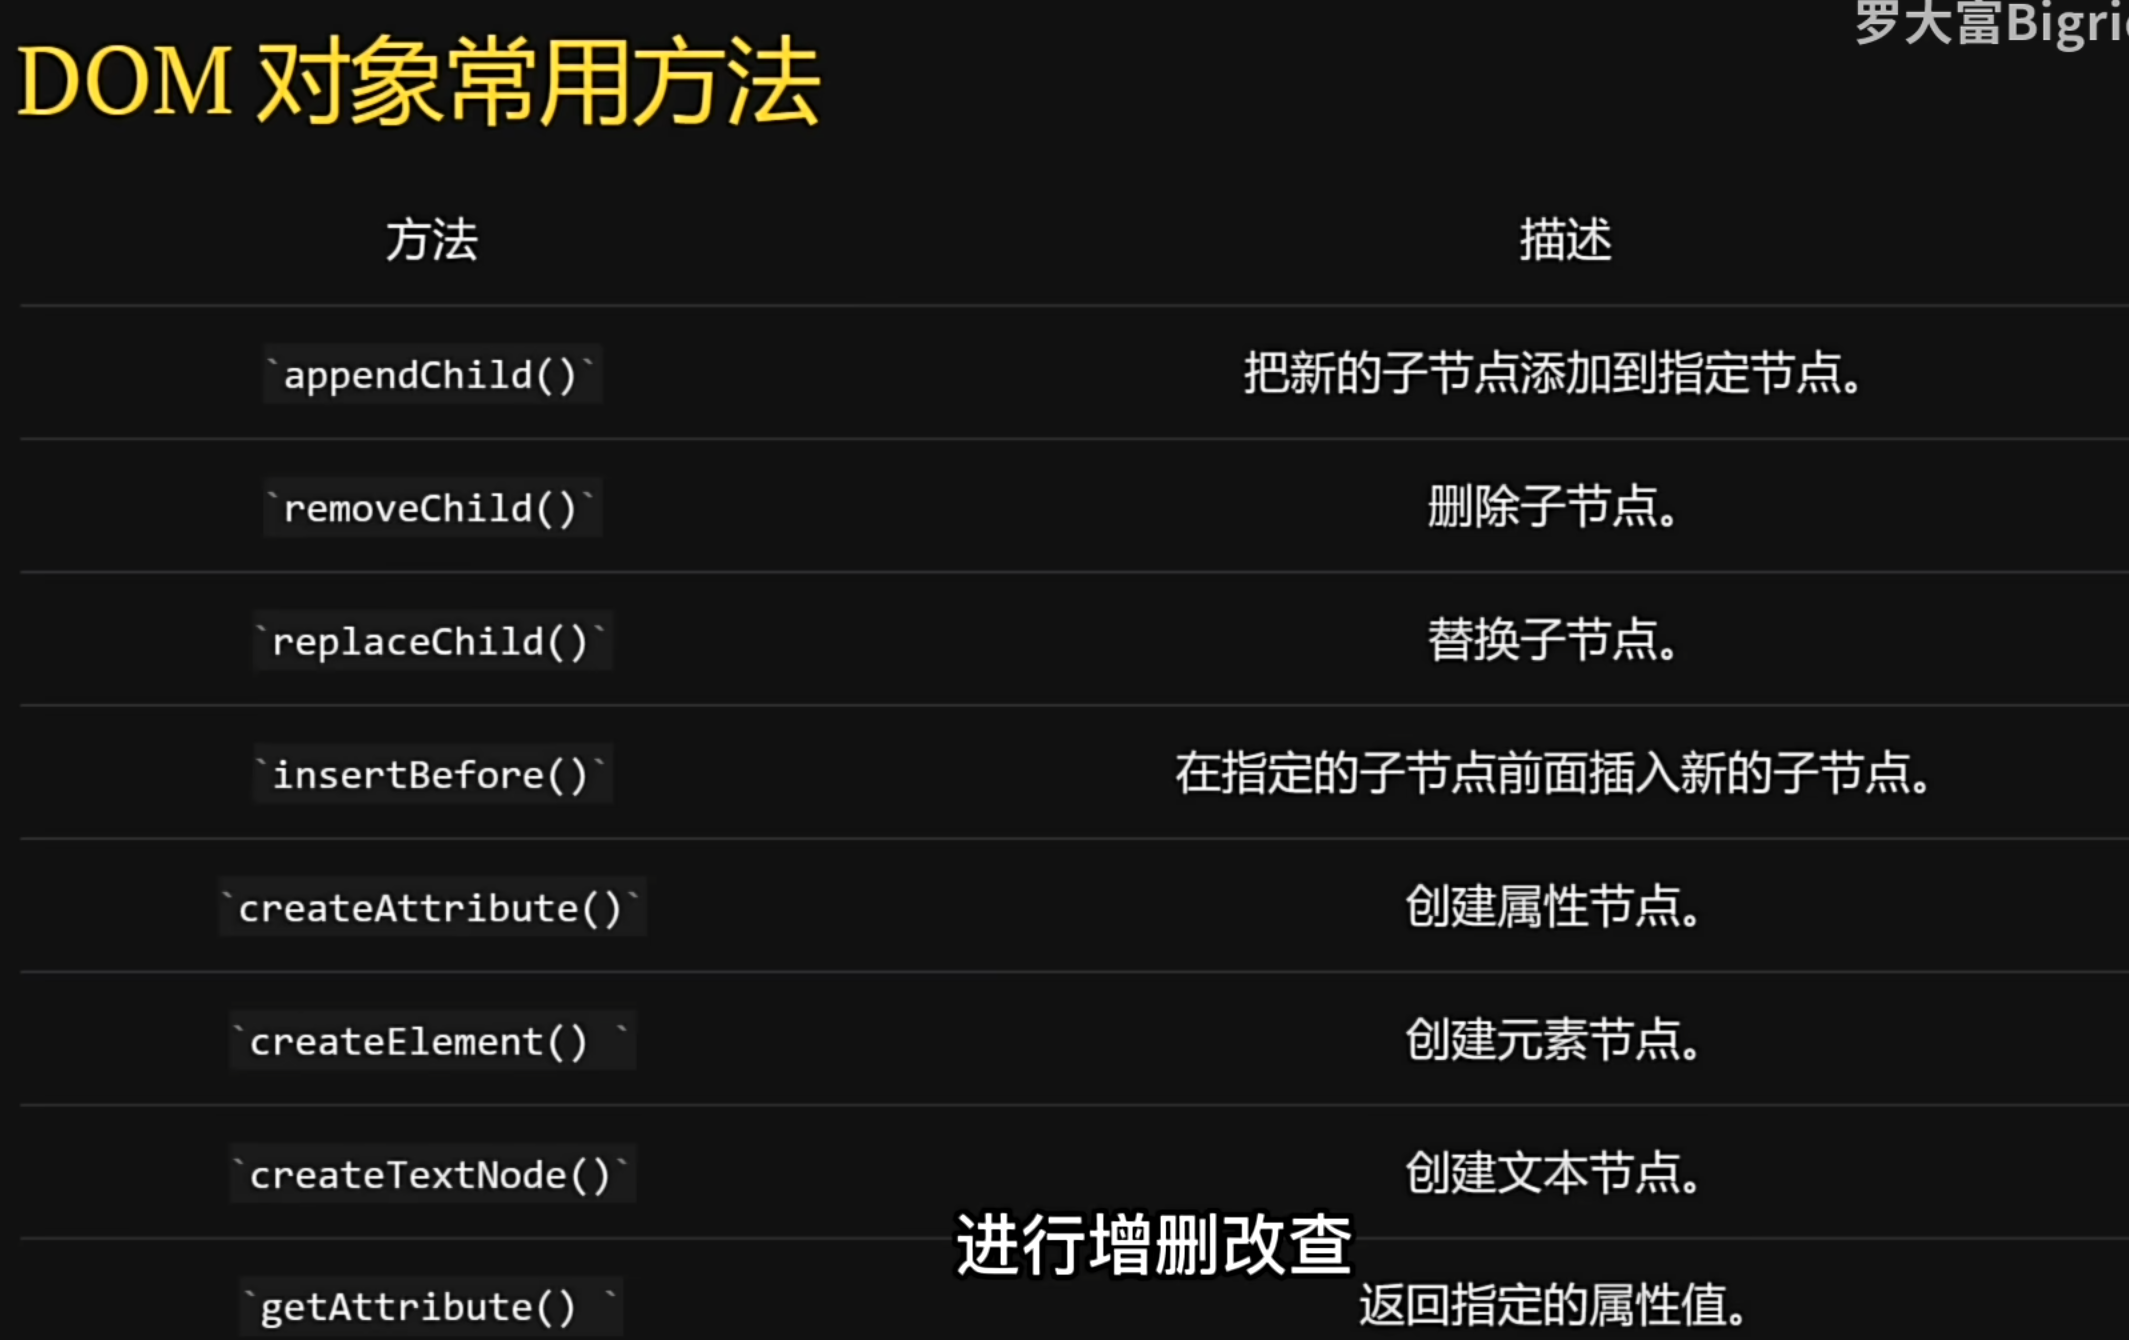 罗大富Bigri
DOM 对象常用方法
方法 描述
`appendChild()` 把新的子节点添加到指定节点。
`removeChild()` 删除子节点。
`replaceChild()` 替换子节点。
`insertBefore()` 在指定的子节点前面插入新的子节点。
`createAttribute()` 创建属性节点。
`createElement() ` 创建元素节点。
`createTextNode()` 创建文本节点。
进行增删改查
`getAttribute() ` 返回指定的属性值。